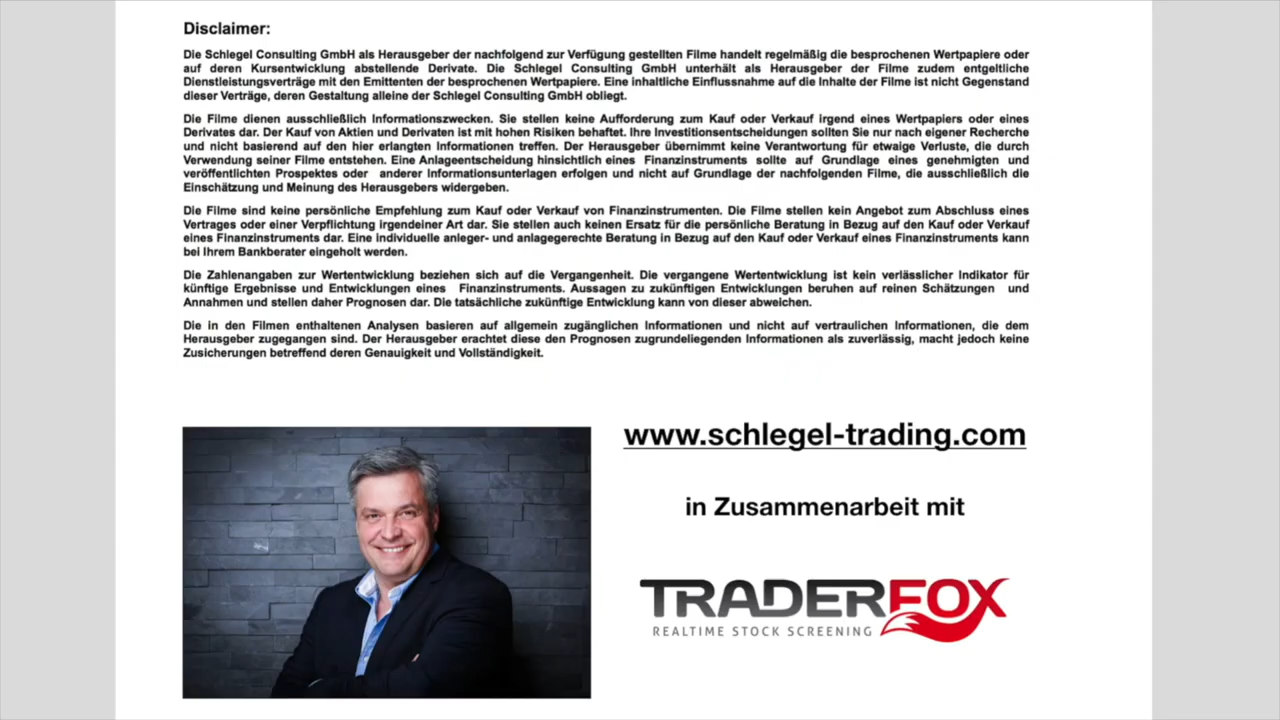 Disclaimer:
Die Schlegel Consulting GmbH als Herausgeber der nachfolgend zur Verfügung gestellten Filme handelt regelmäßig die besprochenen Wertpapiere oder
auf deren Kursentwicklung abstellende Derivate. Die Schlegel Consulting GmbH unterhält als Herausgeber der Filme zudem entgeltliche
Dienstleistungsverträge mit den Emittenten der besprochenen Wertpapiere. Eine inhaltliche Einflussnahme auf die Inhalte der Filme ist nicht Gegenstand
dieser Verträge, deren Gestaltung alleine der Schlegel Consulting GmbH obliegt.
Die Filme dienen ausschließlich Informationszwecken. Sie stellen keine Aufforderung zum Kauf oder Verkauf irgend eines Wertpapiers oder eines
Derivates dar. Der Kauf von Aktien und Derivaten ist mit hohen Risiken behaftet. Ihre Investitionsentscheidungen sollten Sie nur nach eigener Recherche
und nicht basierend auf den hier erlangten Informationen treffen. Der Herausgeber übernimmt keine Verantwortung für etwaige Verluste, die durch
Verwendung seiner Filme entstehen. Eine Anlageentscheidung hinsichtlich eines Finanzinstruments sollte auf Grundlage eines genehmigten und
veröffentlichten Prospektes oder anderer Informationsunterlagen erfolgen und nicht auf Grundlage der nachfolgenden Filme, die ausschließlich die
Einschätzung und Meinung des Herausgebers widergeben.
Die Filme sind keine persönliche Empfehlung zum Kauf oder Verkauf von Finanzinstrumenten. Die Filme stellen kein Angebot zum Abschluss eines
Vertrages oder einer Verpflichtung irgendeiner Art dar. Sie stellen auch keinen Ersatz für die persönliche Beratung in Bezug auf den Kauf oder Verkauf
eines Finanzinstruments dar. Eine individuelle anleger- und anlagegerechte Beratung in Bezug auf den Kauf oder Verkauf eines Finanzinstruments kann
bei Ihrem Bankberater eingeholt werden.
Die Zahlenangaben zur Wertentwicklung beziehen sich auf die Vergangenheit. Die vergangene Wertentwicklung ist kein verlässlicher Indikator für
künftige Ergebnisse und Entwicklungen eines Finanzinstruments. Aussagen zu zukünftigen Entwicklungen beruhen auf reinen Schätzungen und
Annahmen und stellen daher Prognosen dar. Die tatsächliche zukünftige Entwicklung kann von dieser abweichen.
Die in den Filmen enthaltenen Analysen basieren auf allgemein zugänglichen Informationen und nicht auf vertraulichen Informationen, die dem
Herausgeber zugegangen sind. Der Herausgeber erachtet diese den Prognosen zugrundeliegenden Informationen als zuverlässig, macht jedoch keine
Zusicherungen betreffend deren Genauigkeit und Vollständigkeit.
www.schlegel-trading.com
in Zusammenarbeit mit
TRADERFOX
REALTIME STOCK SCREENING